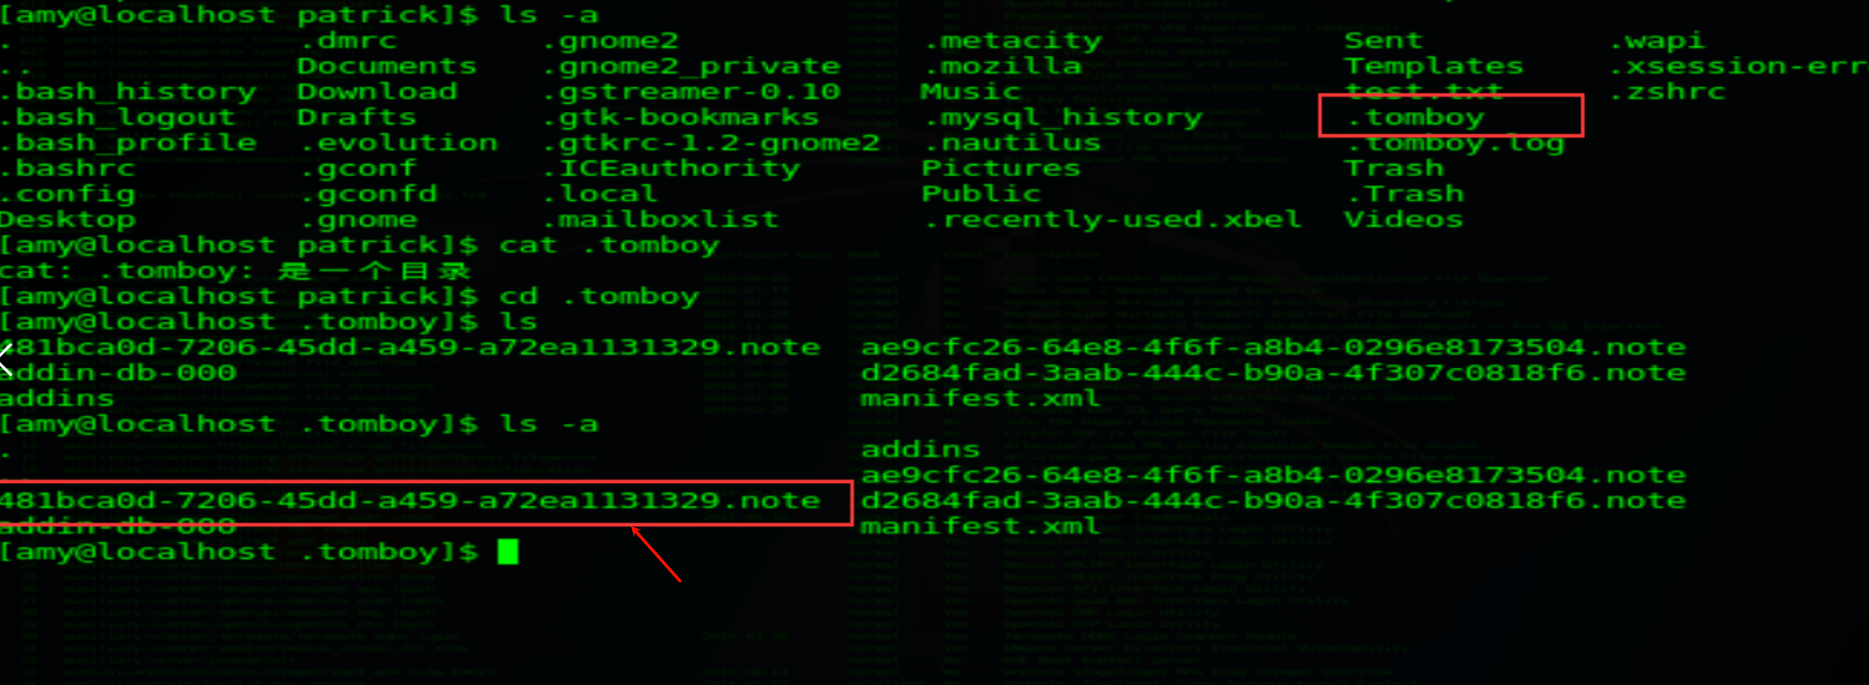 [amy@localhost patrick]$ ls -a
. .dmrc .gnome2 .metacity Sent .wapi
.. Documents .gnome2_private .mozilla Templates .xsession-err
.bash_history Download .gstreamer-0.10 Music test.txt .zshrc
.bash_logout Drafts .gtk-bookmarks .mysql_history .tomboy
.bash_profile .evolution .gtkrc-1.2-gnome2 .nautilus .tomboy.log
.bashrc .gconf .ICEauthority Pictures Trash
.config .gconfd .local Public .Trash
Desktop .gnome .mailboxlist .recently-used.xbel Videos
[amy@localhost patrick]$ cat .tomboy
cat: .tomboy: 是一个目录
[amy@localhost patrick]$ cd .tomboy
[amy@localhost .tomboy]$ ls
481bca0d-7206-45dd-a459-a72ea1131329.note ae9cfc26-64e8-4f6f-a8b4-0296e8173504.note
addin-db-000 d2684fad-3aab-444c-b90a-4f307c0818f6.note
addins manifest.xml
[amy@localhost .tomboy]$ ls -a
. addins
ae9cfc26-64e8-4f6f-a8b4-0296e8173504.note
481bca0d-7206-45dd-a459-a72ea1131329.note d2684fad-3aab-444c-b90a-4f307c0818f6.note
addin-db-000 manifest.xml
[amy@localhost .tomboy]$